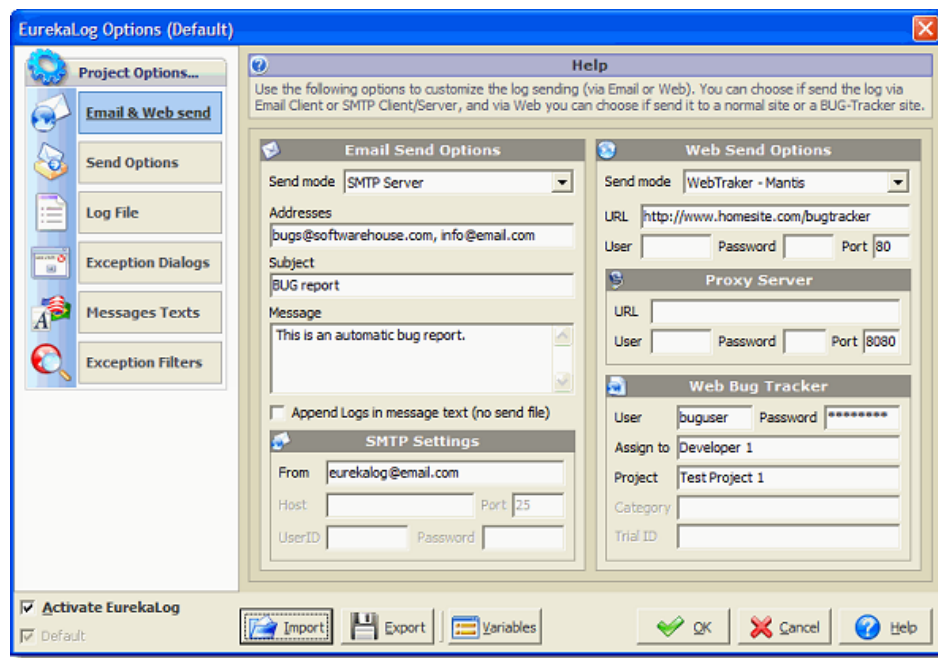 EurekaLog Options (Default)
Project Options...
Email & Web send
Send Options
Log File
Exception Dialogs
Messages Texts
Exception Filters
Help
Use the following options to customize the log sending (via Email or Web). You can choose if send the log via
Email Client or SMTP Client/Server, and via Web you can choose if send it to a normal site or a BUG-Tracker site.
Email Send Options
Send mode SMTP Server
Addresses
bugs@softwarehouse.com, info@email.com
Subject
BUG report
Message
This is an automatic bug report.
Append Logs in message text (no send file)
SMTP Settings
From eurekalog@email.com
Host Port 25
UserID Password
Web Send Options
Send mode WebTraker - Mantis
URL http://www.homesite.com/bugtracker
User Password Port 80
Proxy Server
URL
User Password Port 8080
Web Bug Tracker
User buguser Password ********
Assign to Developer 1
Project Test Project 1
Category
Trial ID
Activate EurekaLog
Default
Import Export Variables OK Cancel Help